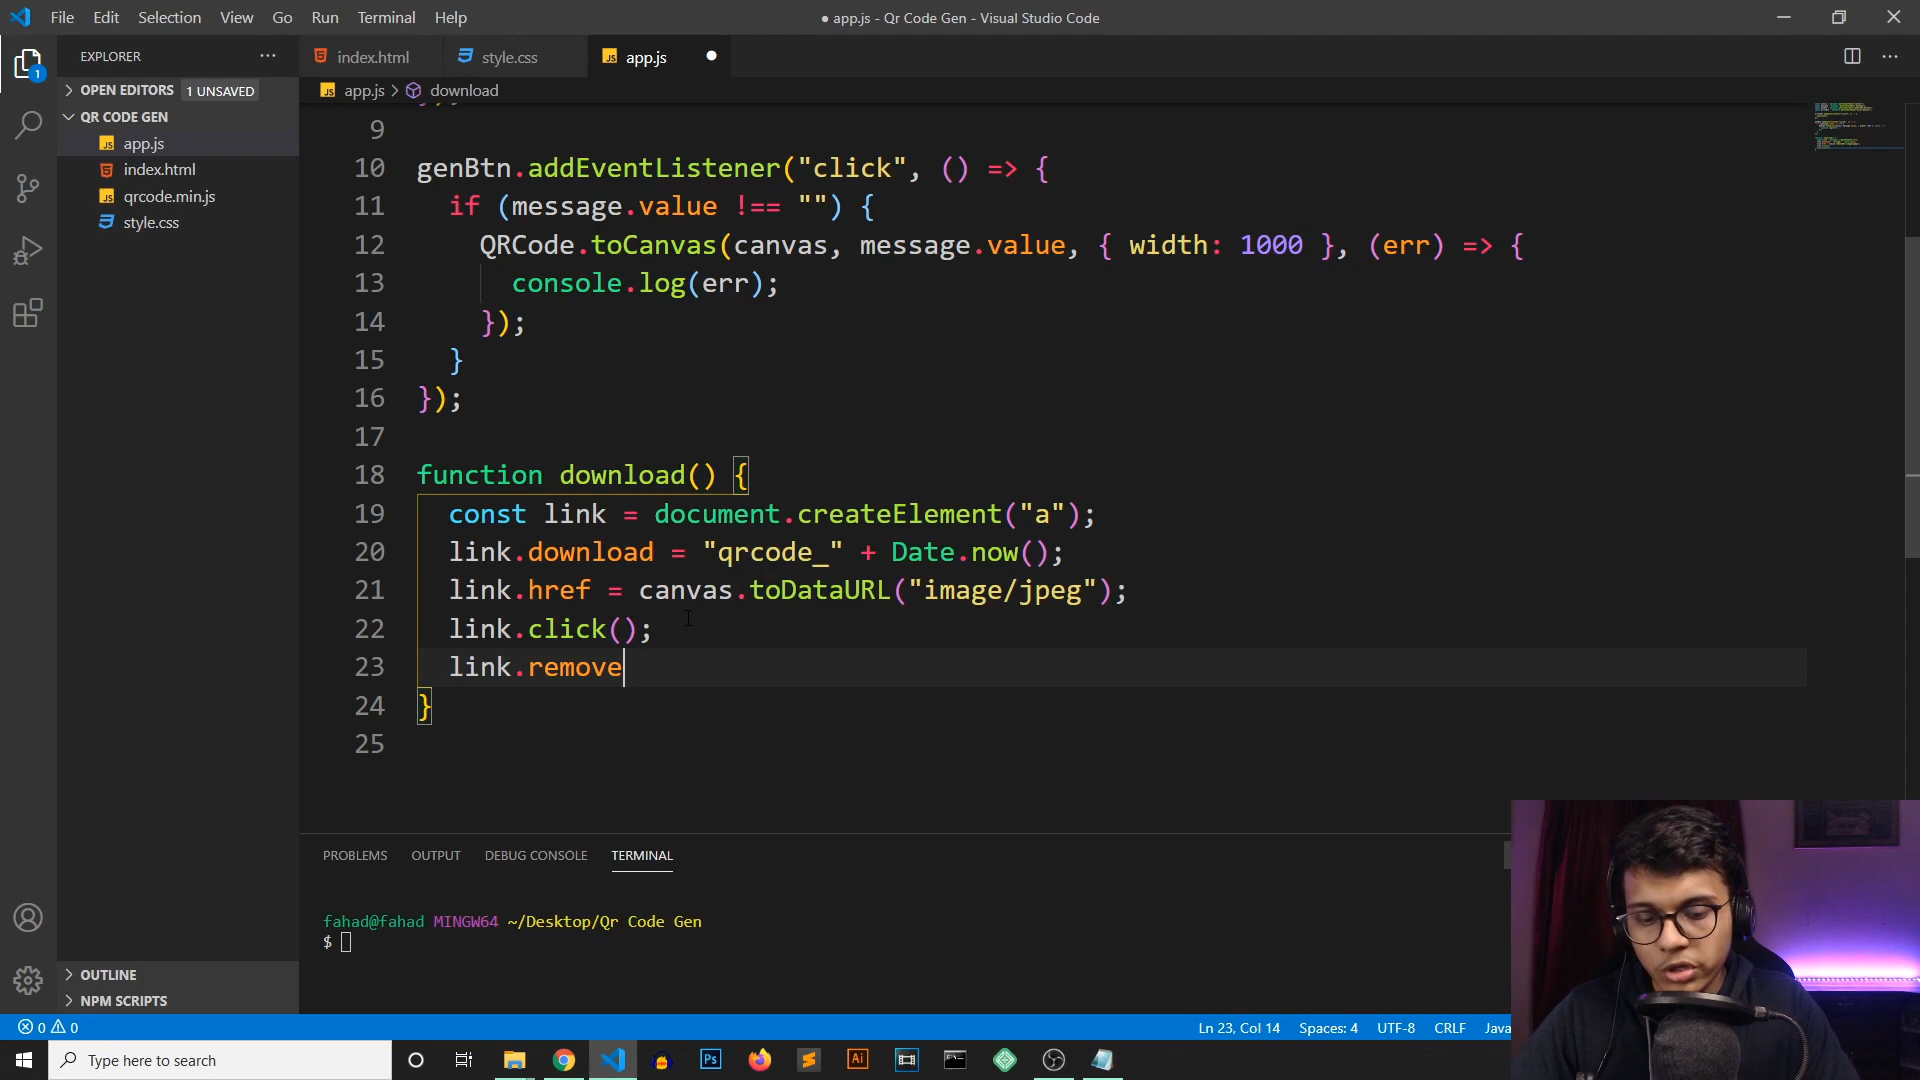 File Edit Selection View Go Run Terminal Help
● app.js - Qr Code Gen - Visual Studio Code
EXPLORER
index.html
style.css
app.js
OPEN EDITORS 1 UNSAVED
app.js > download
QR CODE GEN
app.js
index.html
qrcode.min.js
style.css
1
9
10 genBtn.addEventListener("click", () => {
11 if (message.value !== "") {
12 QRCode.toCanvas(canvas, message.value, { width: 1000 }, (err) => {
13 console.log(err);
14 });
15 }
16 });
17
18 function download() {
19 const link = document.createElement("a");
20 link.download = "qrcode_" + Date.now();
21 link.href = canvas.toDataURL("image/jpeg");
22 link.click();
23 link.remove
24 }
25
PROBLEMS OUTPUT DEBUG CONSOLE TERMINAL
fahad@fahad MINGW64 ~/Desktop/Qr Code Gen
$
OUTLINE
NPM SCRIPTS
0 0
Ln 23, Col 14 Spaces: 4 UTF-8 CRLF Java
Type here to search
Ps
Ai